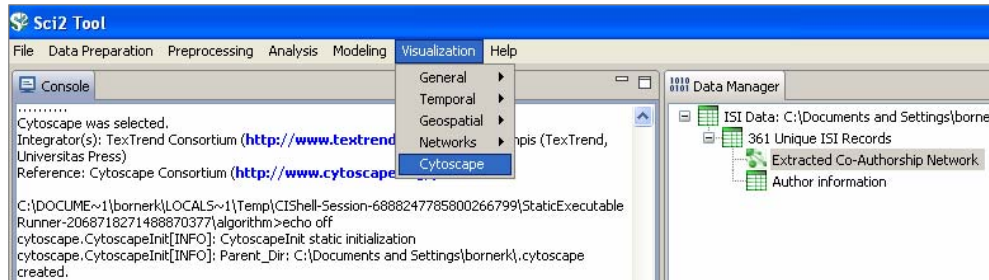 Sci2 Tool
File Data Preparation Preprocessing Analysis Modeling Visualization Help
Console
General
Temporal
Geospatial
Networks
Cytoscape
..........
Cytoscape was selected.
Integrator(s): TexTrend Consortium (http://www.textrend
mpis (TexTrend,
Universitas Press)
Reference: Cytoscape Consortium (http://www.cytoscape
C:\DOCUME~1\bornerk\LOCALS~1\Temp\CIShell-Session-6888247785800266799\StaticExecutable
Runner-2068718271488870377\algorithm>echo off
cytoscape.CytoscapeInit[INFO]: CytoscapeInit static initialization
cytoscape.CytoscapeInit[INFO]: Parent_Dir: C:\Documents and Settings\bornerk\.cytoscape
created.
Data Manager
ISI Data: C:\Documents and Settings\borne
361 Unique ISI Records
Extracted Co-Authorship Network
Author information